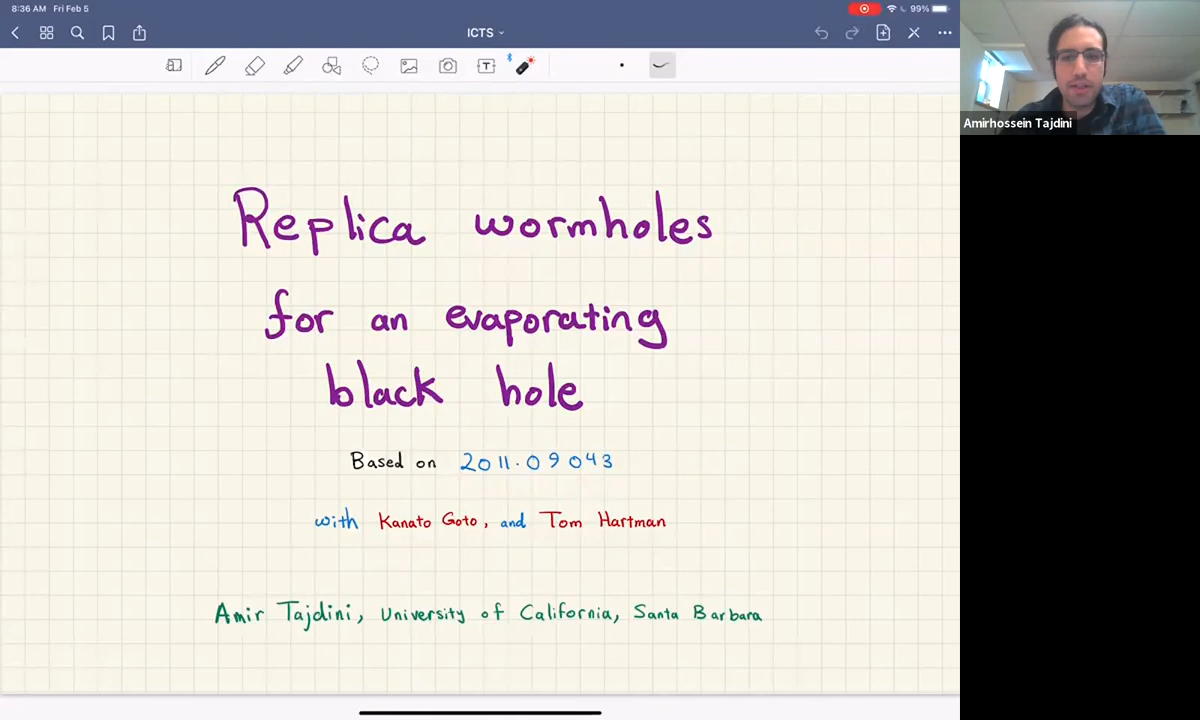 8:36 AM Fri Feb 5
99%
ICTS
Amirhossein Tajdini
Replica wormholes
for an evaporating
black hole
Based on 2011.09043
with Kanato Goto, and Tom Hartman
Amir Tajdini, University of California, Santa Barbara